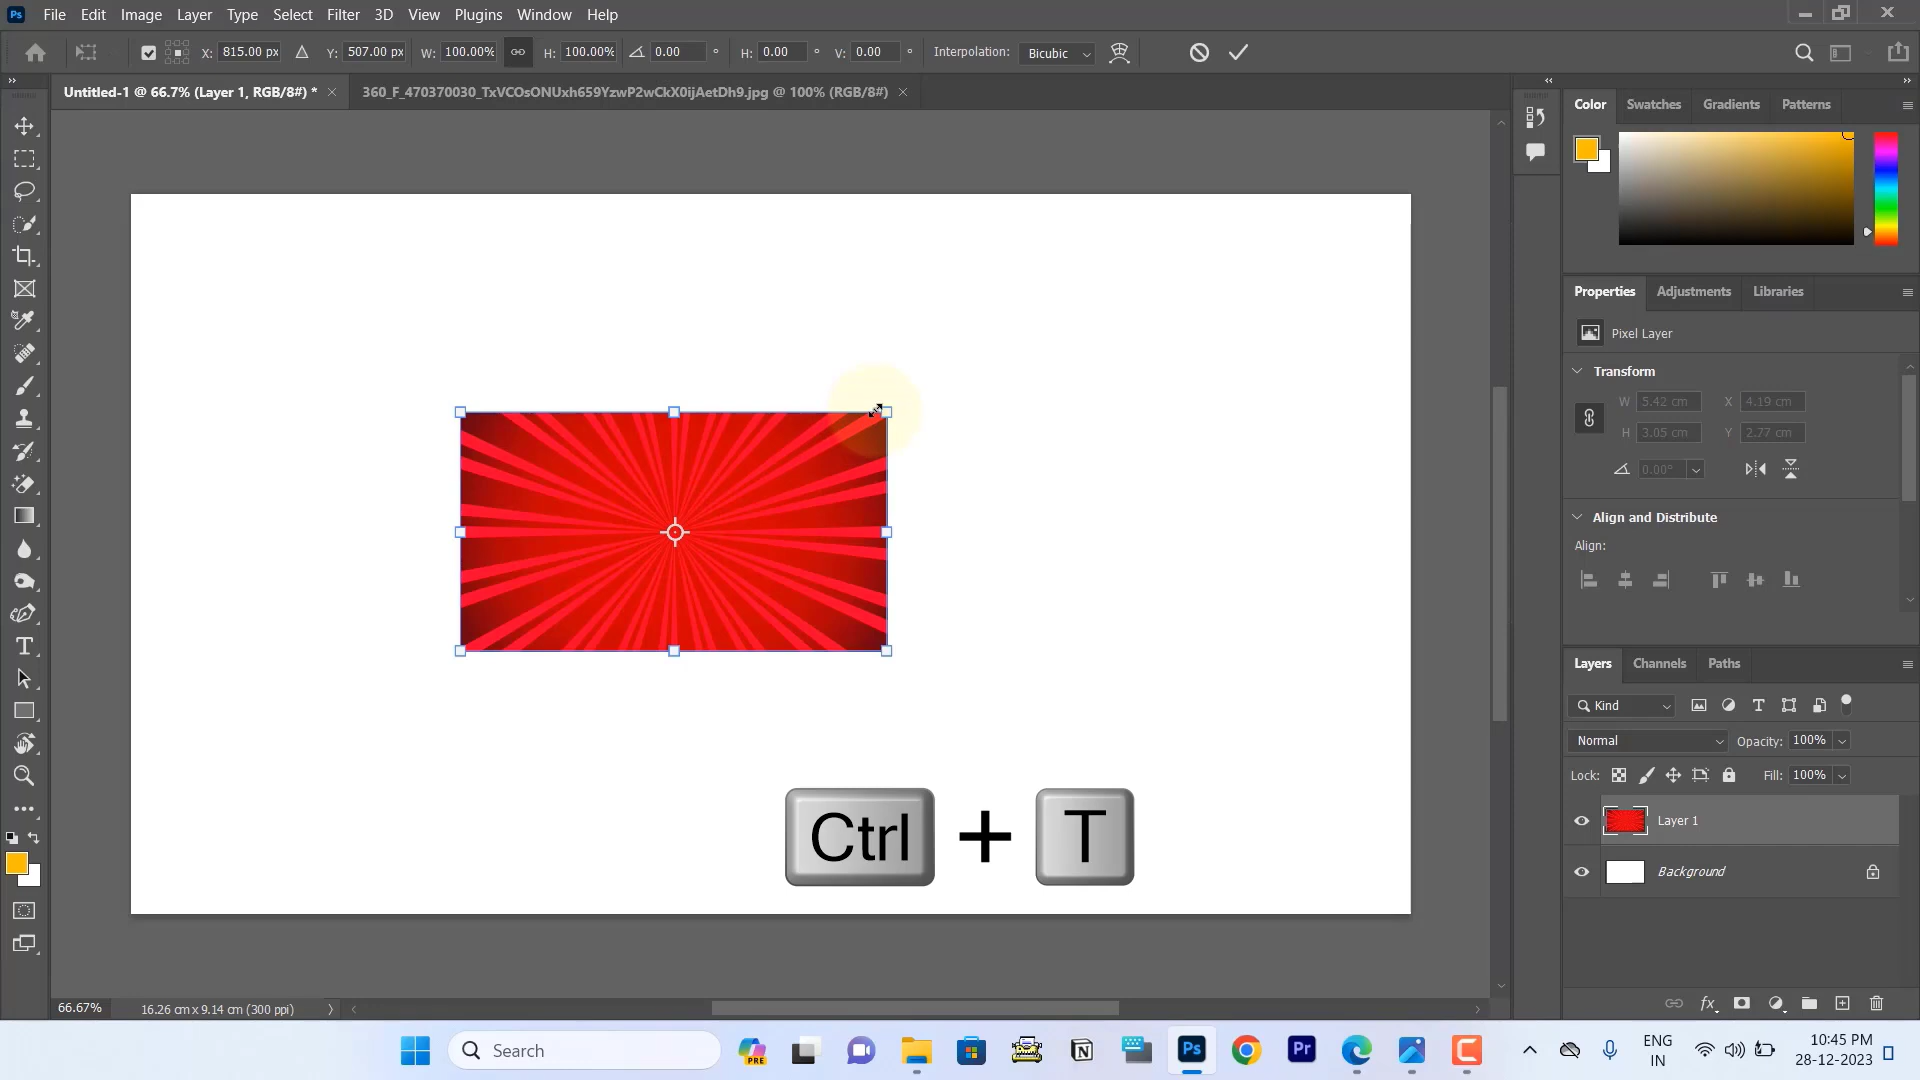 Ps File Edit Image Layer Type Select Filter 3D View Plugins Window Help
X: 815.00 px Y: 507.00 px W: 100.00% H: 100.00% 0.00 ° H: 0.00 ° V: 0.00 ° Interpolation: Bicubic
Untitled-1 @ 66.7% (Layer 1, RGB/8#) * 360_F_470370030_TxVCOsONUxh659YzwP2wCkX0ijAetDh9.jpg @ 100% (RGB/8#)
Color Swatches Gradients Patterns
Properties Adjustments Libraries
Pixel Layer
Transform
W 5.42 cm X 4.19 cm
H 3.05 cm Y 2.77 cm
0.00°
Align and Distribute
Align:
Layers Channels Paths
Kind
Normal Opacity: 100%
Lock: Fill: 100%
Layer 1
Background
Ctrl + T
66.67% 16.26 cm x 9.14 cm (300 ppi)
fx
Search
PRE
Ps
Pr
ENG
IN
10:45 PM
28-12-2023